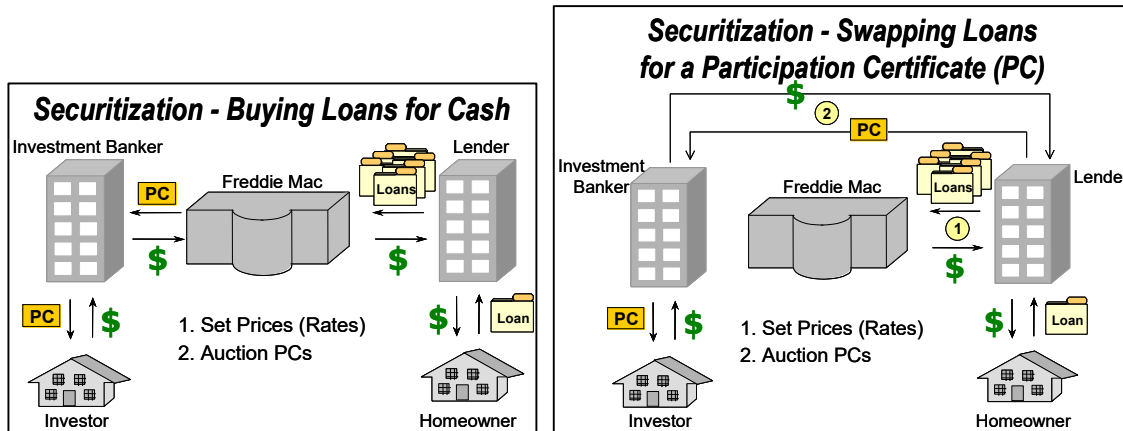 Securitization - Buying Loans for Cash
Investment Banker
Lender
Loans
PC
Freddie Mac
$
$
PC
$
$
Loan
1. Set Prices (Rates)
2. Auction PCs
Investor
Homeowner
Securitization - Swapping Loans
for a Participation Certificate (PC)
$
2
PC
Investment
Banker
Lende
Freddie Mac
Loans
1
$
PC
$
$
Loan
1. Set Prices (Rates)
2. Auction PCs
Investor
Homeowner